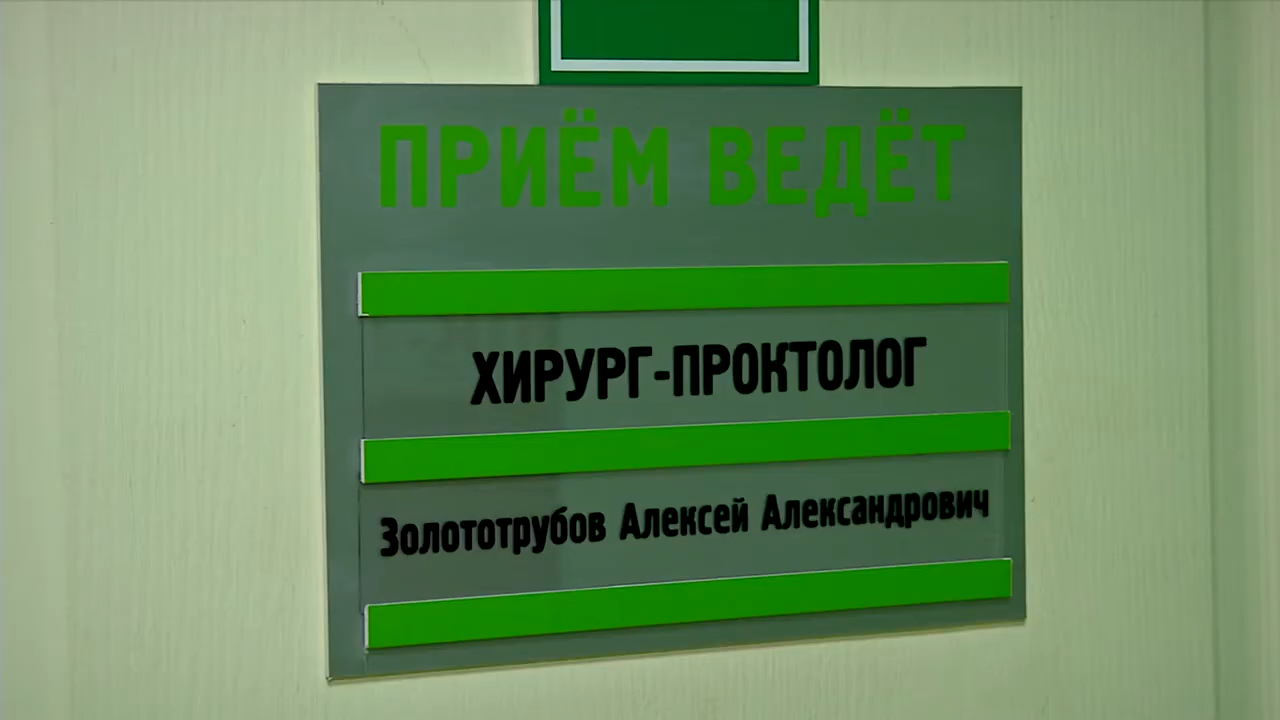 ПРИЁМ ВЕДЁТ
ХИРУРГ-ПРОКТОЛОГ
Золототрубов Алексей Александрович